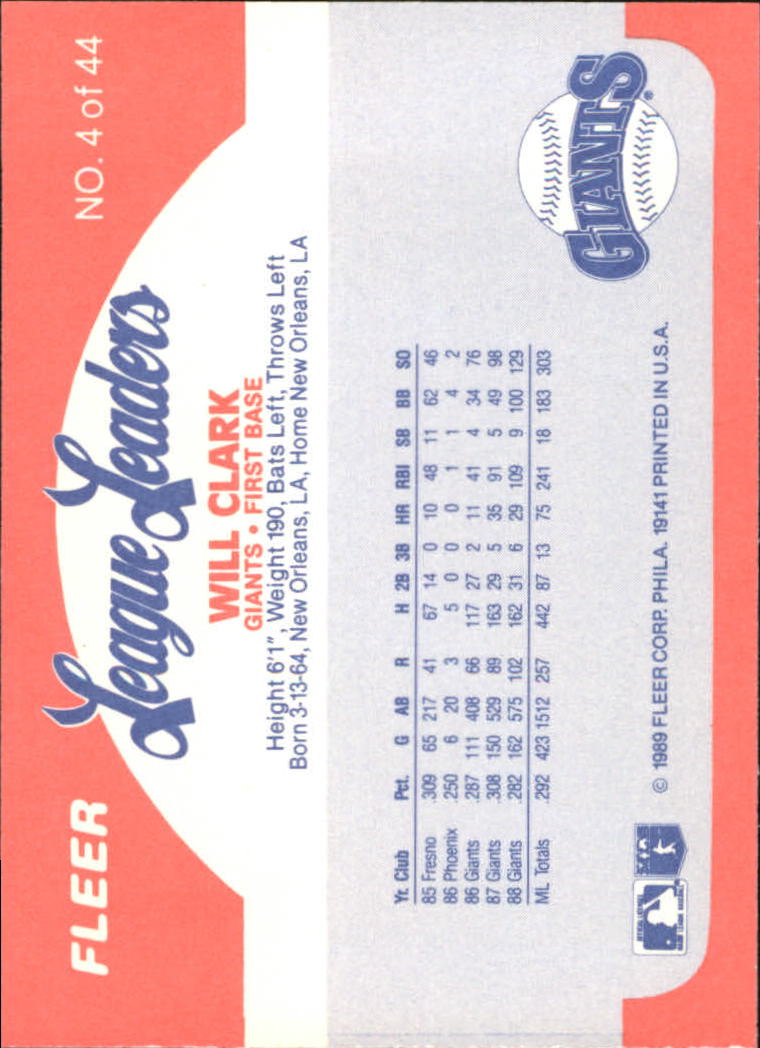 FLEER
NO. 4 of 44
League Leaders
WILL CLARK
GIANTS • FIRST BASE
Height 6'1", Weight 190, Bats Left, Throws Left
Born 3-13-64, New Orleans, LA, Home New Orleans, LA
Yr. Club Pct. G AB R H 2B 3B HR RBI SB BB SO
85 Fresno .309 65 217 41 67 14 0 10 48 11 62 46
86 Phoenix .250 6 20 3 5 0 0 0 1 1 4 2
86 Giants .287 111 408 66 117 27 2 11 41 4 34 76
87 Giants .308 150 529 89 163 29 5 35 91 5 49 98
88 Giants .282 162 575 102 162 31 6 29 109 9 100 129
ML Totals .292 423 1512 257 442 87 13 75 241 18 183 303
GIANTS ®
© 1989 FLEER CORP. PHILA. 19141 PRINTED IN U.S.A.